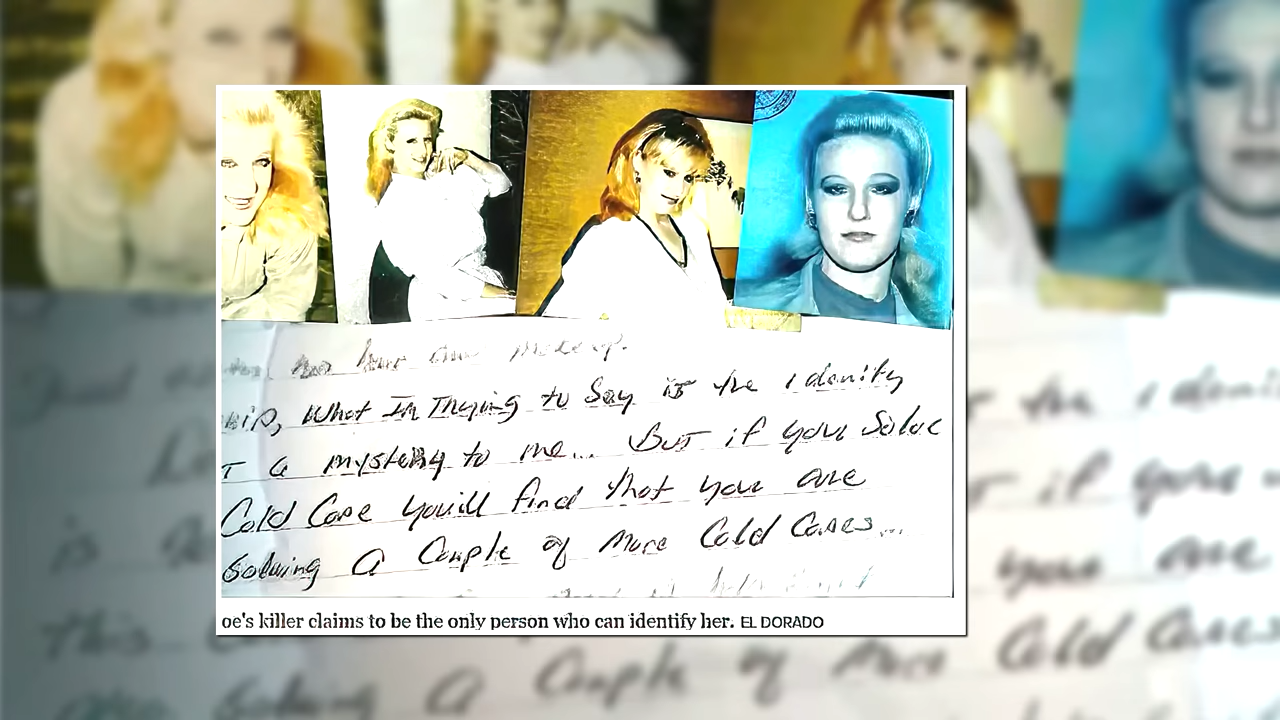 What Im Trying to Say is the idenity
a mystery to me... But if you Solve
Cold Case you'll find that you are
Solving A Couple of More Cold Cases...
oe's killer claims to be the only person who can identify her. EL DORADO